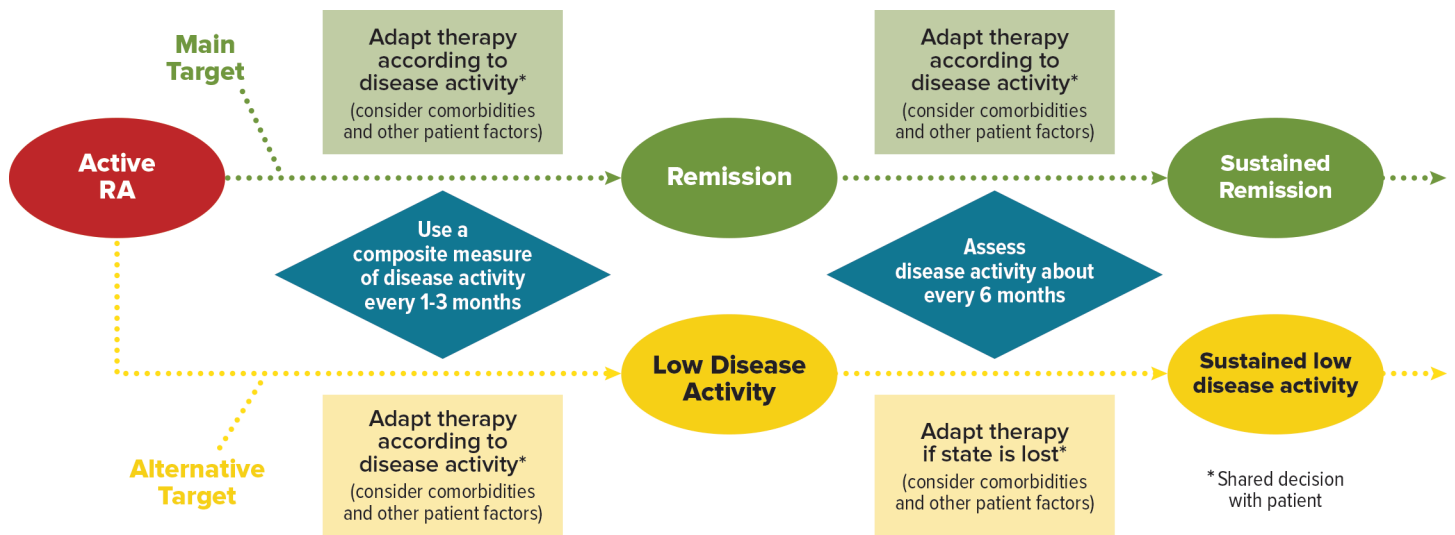 Main
Target
Adapt therapy
according to
disease activity*
(consider comorbidities
and other patient factors)
Adapt therapy
according to
disease activity*
(consider comorbidities
and other patient factors)
Active
RA
Remission
Sustained
Remission
Use a
composite measure
of disease activity
every 1-3 months
Assess
disease activity about
every 6 months
Low Disease
Activity
Sustained low
disease activity
Alternative
Target
Adapt therapy
according to
disease activity*
(consider comorbidities
and other patient factors)
Adapt therapy
if state is lost*
(consider comorbidities
and other patient factors)
*Shared decision
with patient